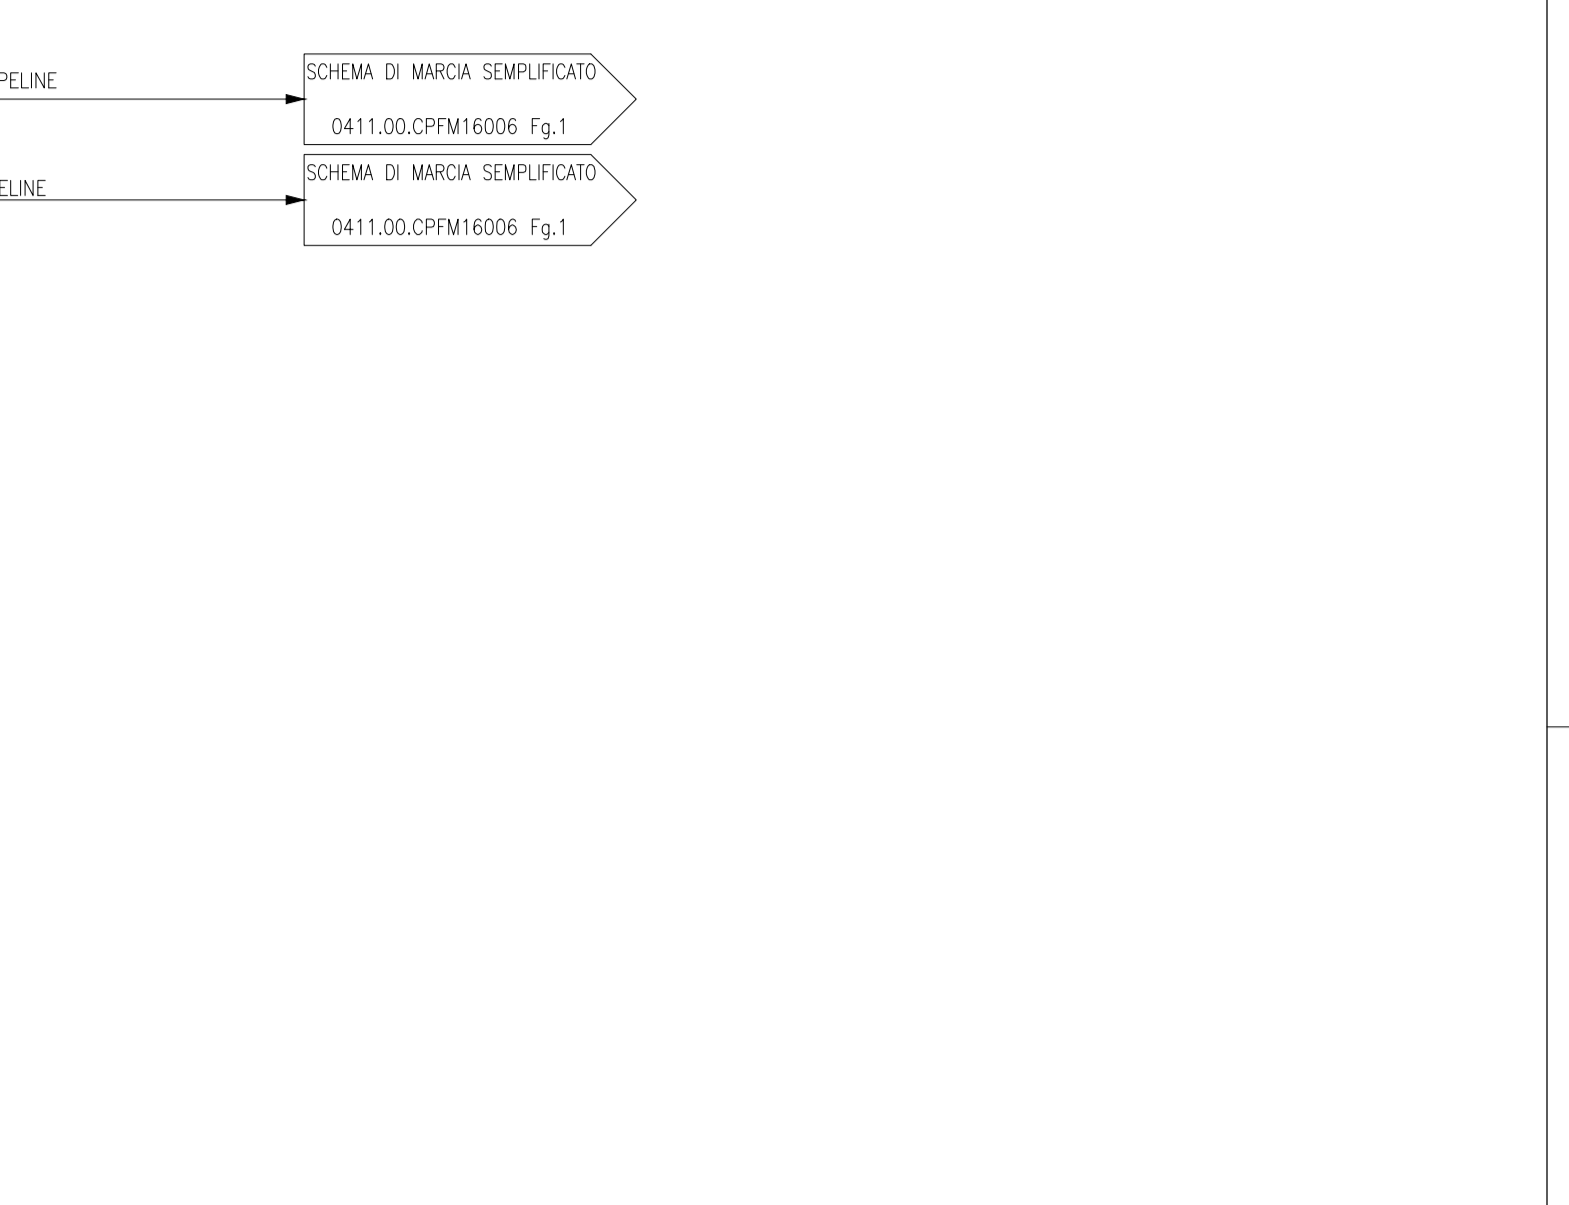 PELINE
SCHEMA DI MARCIA SEMPLIFICATO
0411.00.CPFM16006 Fg.1
ELINE
SCHEMA DI MARCIA SEMPLIFICATO
0411.00.CPFM16006 Fg.1